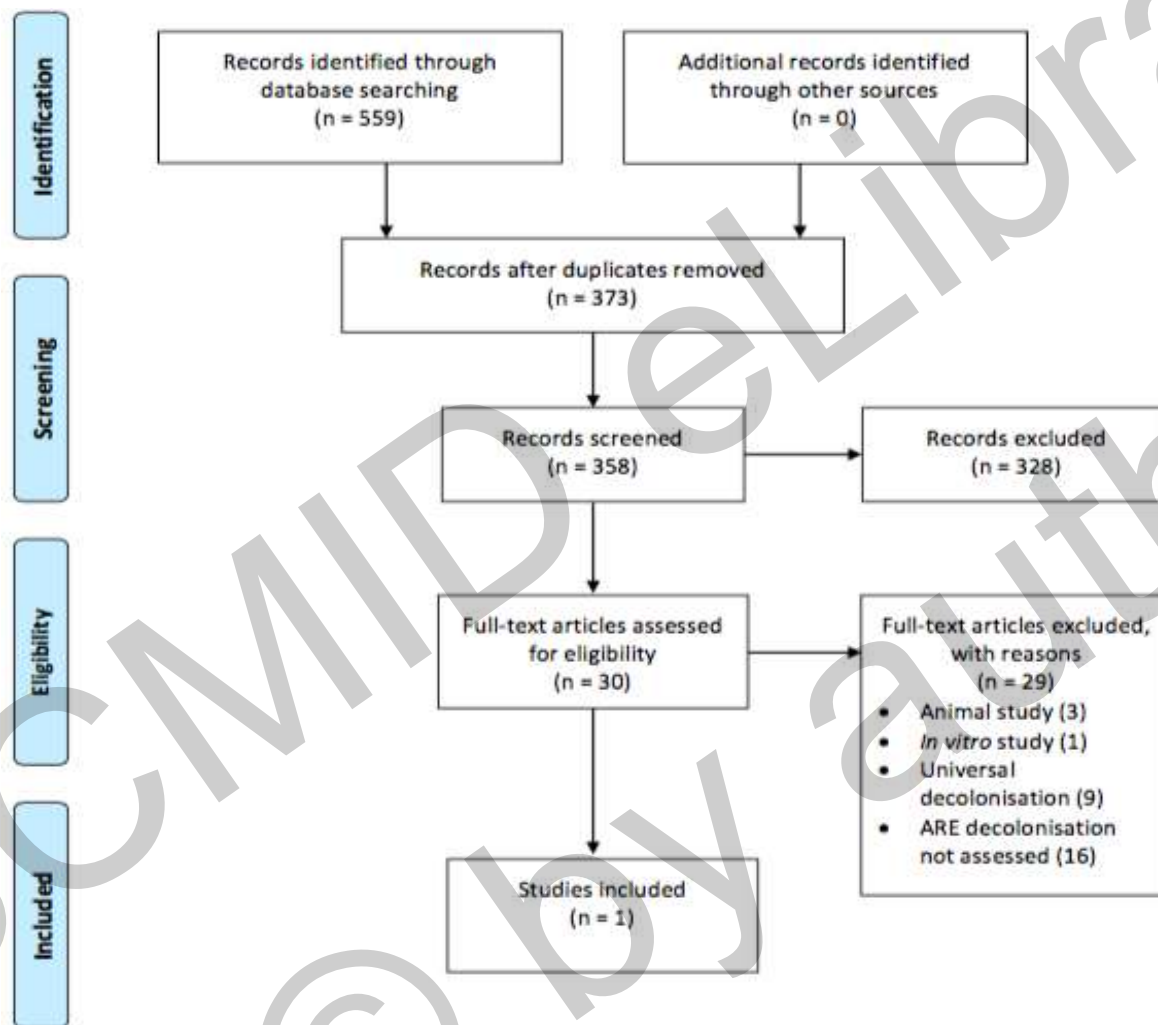 Identification
Records identified through
database searching
(n = 559)
Additional records identified
through other sources
(n = 0)
Records after duplicates removed
(n = 373)
Screening
Records screened
(n = 358)
Records excluded
(n = 328)
Eligibility
Full-text articles assessed
for eligibility
(n = 30)
Full-text articles excluded,
with reasons
(n = 29)
• Animal study (3)
• In vitro study (1)
• Universal
decolonisation (9)
• ARE decolonisation
not assessed (16)
Included
Studies included
(n = 1)
CMID eLibra
© by auth